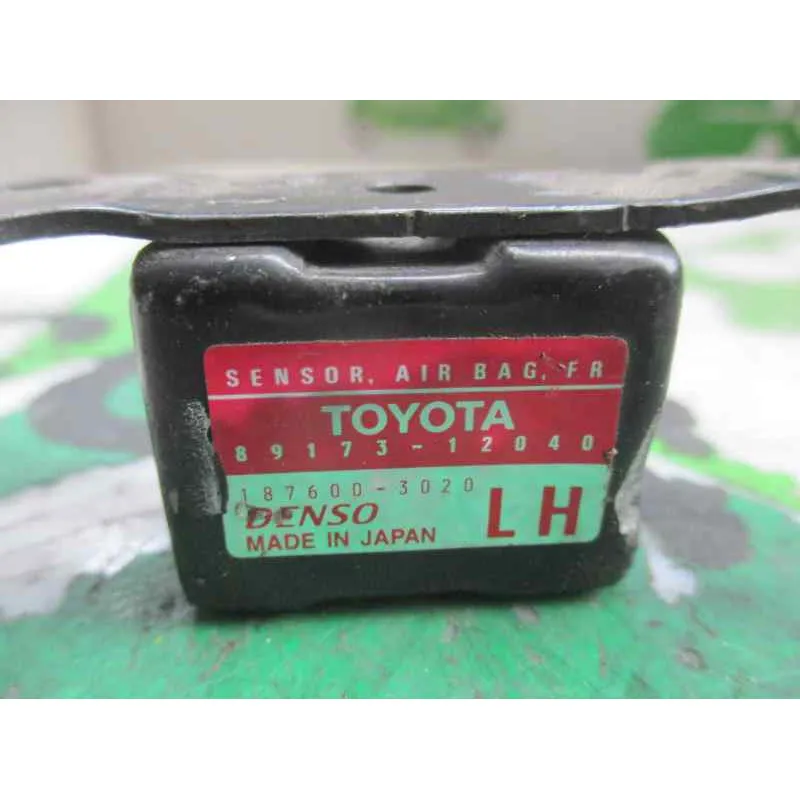 SENSOR, AIR BAG, FR
TOYOTA
89173-12040
187600-3020
DENSO
LH
MADE IN JAPAN